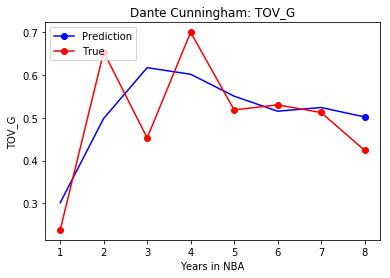 Dante Cunningham: TOV_G
Prediction
True
TOV_G
0.7
0.6
0.5
0.4
0.3
1 2 3 4 5 6 7 8
Years in NBA